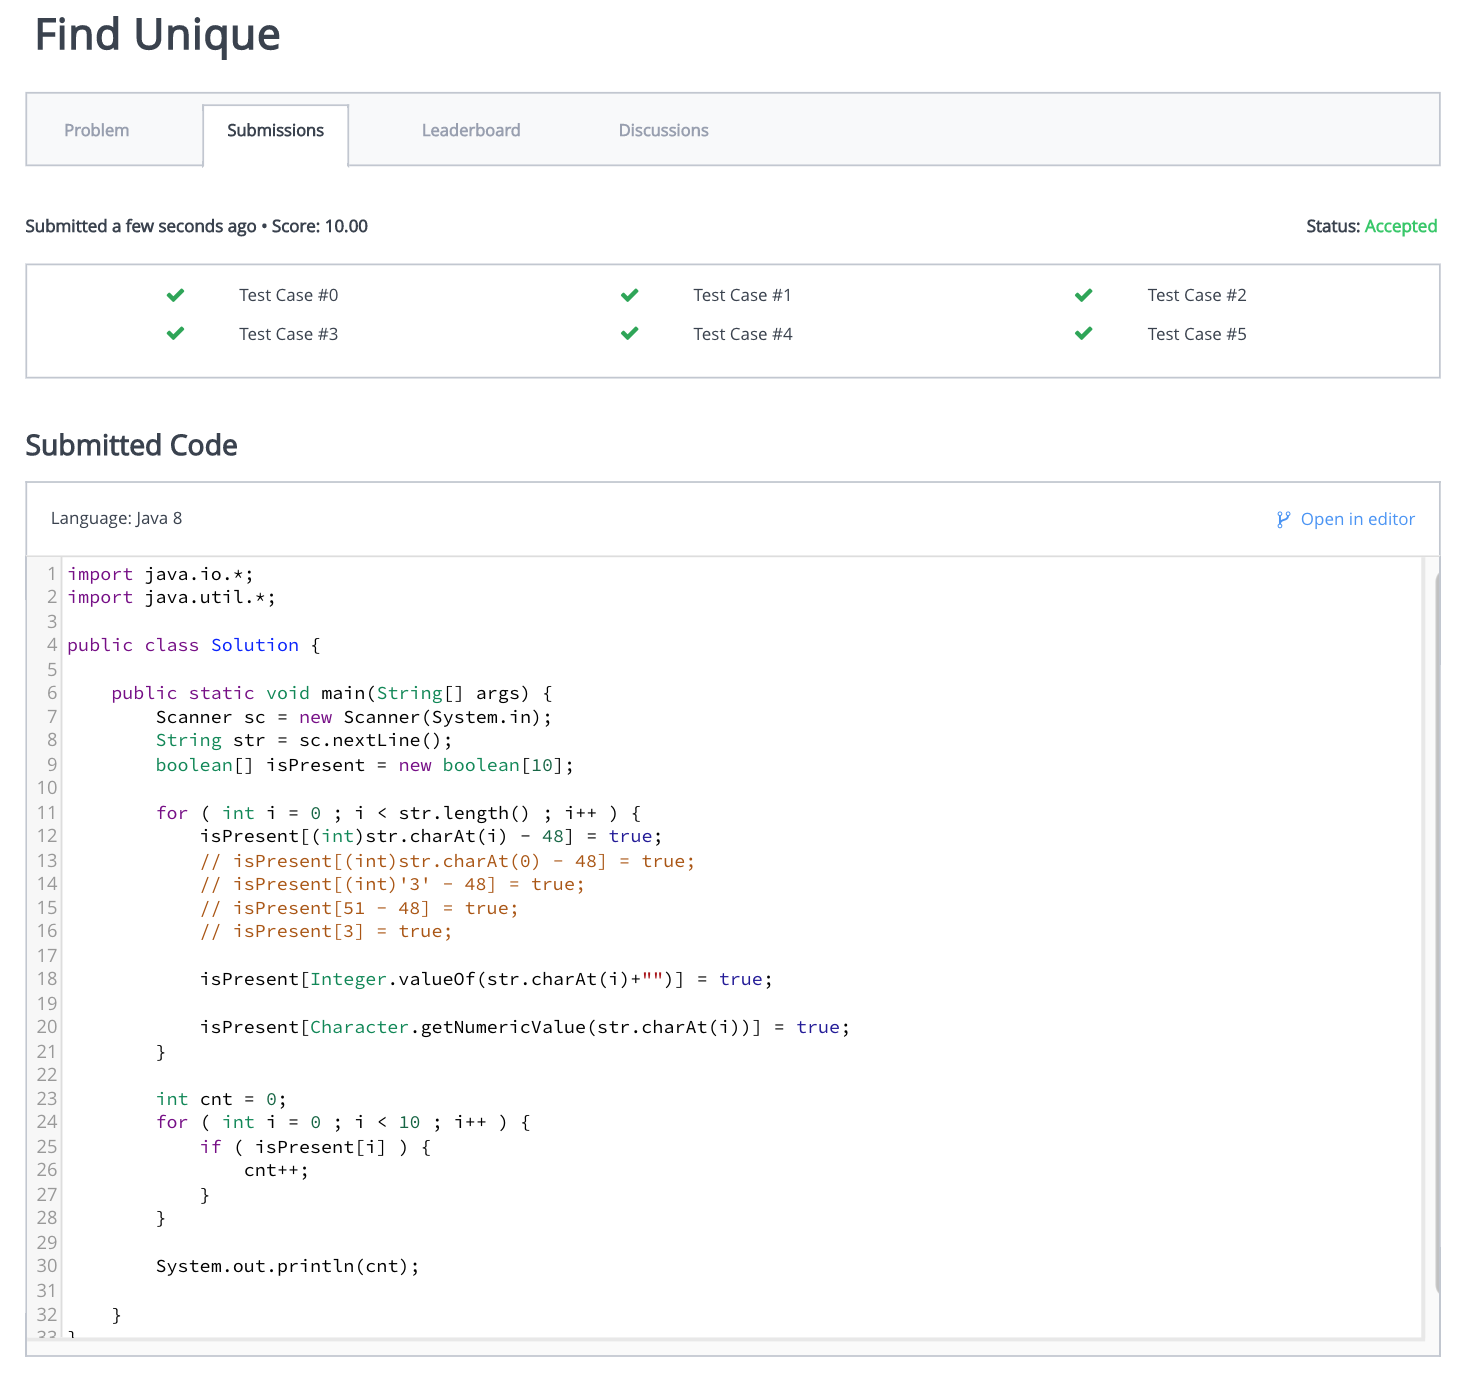 Find Unique
Problem
Submissions
Leaderboard
Discussions
Submitted a few seconds ago • Score: 10.00
Status: Accepted
Test Case #0
Test Case #1
Test Case #2
Test Case #3
Test Case #4
Test Case #5
Submitted Code
Language: Java 8
Open in editor
1 import java.io.*;
2 import java.util.*;
3
4 public class Solution {
5
6     public static void main(String[] args) {
7         Scanner sc = new Scanner(System.in);
8         String str = sc.nextLine();
9         boolean[] isPresent = new boolean[10];
10
11         for ( int i = 0 ; i < str.length() ; i++ ) {
12             isPresent[(int)str.charAt(i) - 48] = true;
13             // isPresent[(int)str.charAt(0) - 48] = true;
14             // isPresent[(int)'3' - 48] = true;
15             // isPresent[51 - 48] = true;
16             // isPresent[3] = true;
17
18             isPresent[Integer.valueOf(str.charAt(i)+"")] = true;
19
20             isPresent[Character.getNumericValue(str.charAt(i))] = true;
21         }
22
23         int cnt = 0;
24         for ( int i = 0 ; i < 10 ; i++ ) {
25             if ( isPresent[i] ) {
26                 cnt++;
27             }
28         }
29
30         System.out.println(cnt);
31
32     }
33 }